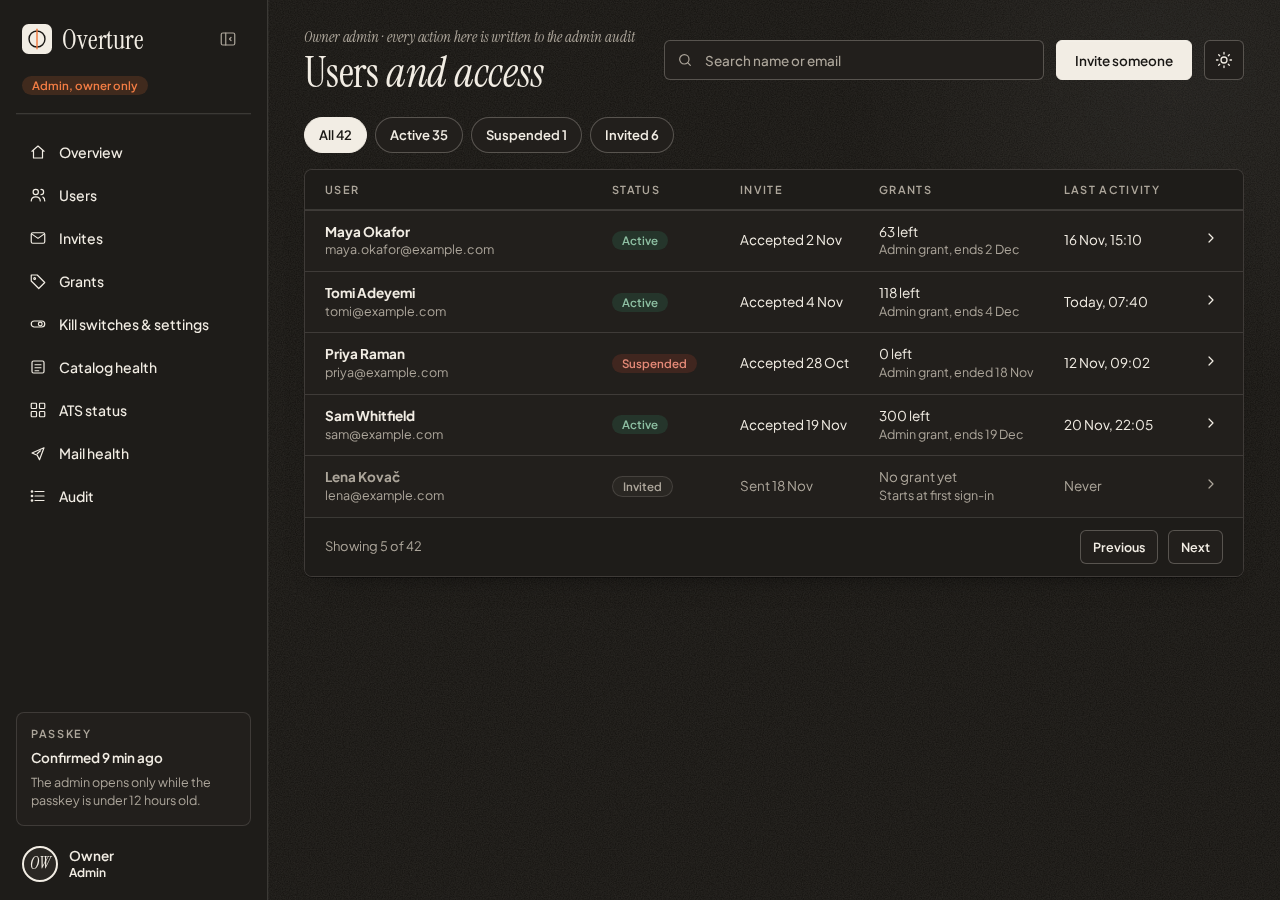 Overture
Admin, owner only
Overview
Users
Invites
Grants
Kill switches & settings
Catalog health
ATS status
Mail health
Audit
PASSKEY
Confirmed 9 min ago
The admin opens only while the
passkey is under 12 hours old.
OW
Owner
Admin
Owner admin · every action here is written to the admin audit
Users and access
Search name or email
Invite someone
All 42
Active 35
Suspended 1
Invited 6
USER STATUS INVITE GRANTS LAST ACTIVITY
Maya Okafor
maya.okafor@example.com
Active
Accepted 2 Nov
63 left
Admin grant, ends 2 Dec
16 Nov, 15:10
Tomi Adeyemi
tomi@example.com
Active
Accepted 4 Nov
118 left
Admin grant, ends 4 Dec
Today, 07:40
Priya Raman
priya@example.com
Suspended
Accepted 28 Oct
0 left
Admin grant, ended 18 Nov
12 Nov, 09:02
Sam Whitfield
sam@example.com
Active
Accepted 19 Nov
300 left
Admin grant, ends 19 Dec
20 Nov, 22:05
Lena Kovač
lena@example.com
Invited
Sent 18 Nov
No grant yet
Starts at first sign-in
Never
Showing 5 of 42
Previous
Next